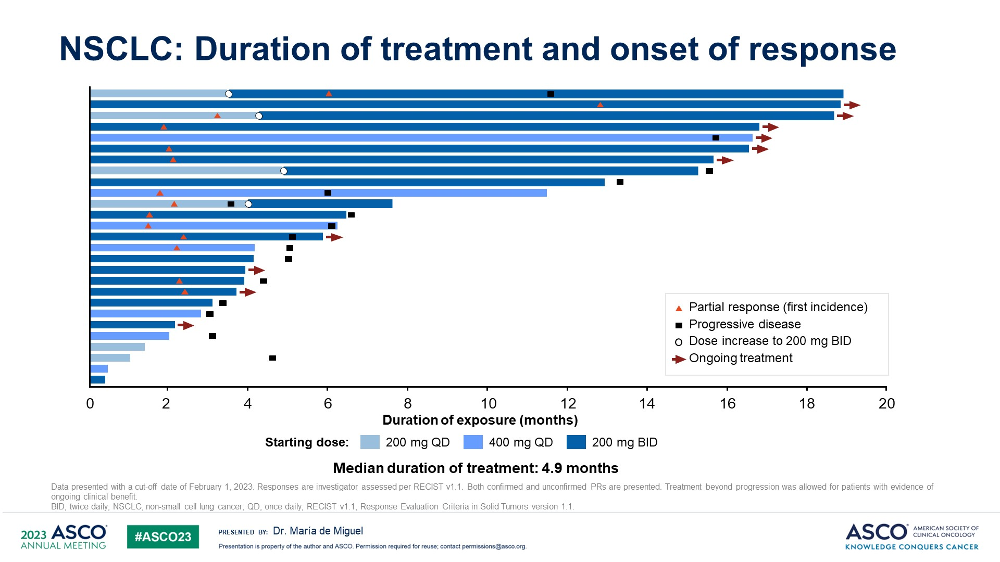 NSCLC: Duration of treatment and onset of response
Partial response (first incidence)
Progressive disease
Dose increase to 200 mg BID
Ongoing treatment
0 2 4 6 8 10 12 14 16 18 20
Duration of exposure (months)
Starting dose: 200 mg QD 400 mg QD 200 mg BID
Median duration of treatment: 4.9 months
Data presented with a cut-off date of February 1, 2023. Responses are investigator assessed per RECIST v1.1. Both confirmed and unconfirmed PRs are presented. Treatment beyond progression was allowed for patients with evidence of
ongoing clinical benefit.
BID, twice daily; NSCLC, non-small cell lung cancer; QD, once daily; RECIST v1.1, Response Evaluation Criteria in Solid Tumors version 1.1.
2023 ASCO®
ANNUAL MEETING
#ASCO23
PRESENTED BY: Dr. María de Miguel
Presentation is property of the author and ASCO. Permission required for reuse; contact permissions@asco.org.
ASCO® AMERICAN SOCIETY OF
CLINICAL ONCOLOGY
KNOWLEDGE CONQUERS CANCER